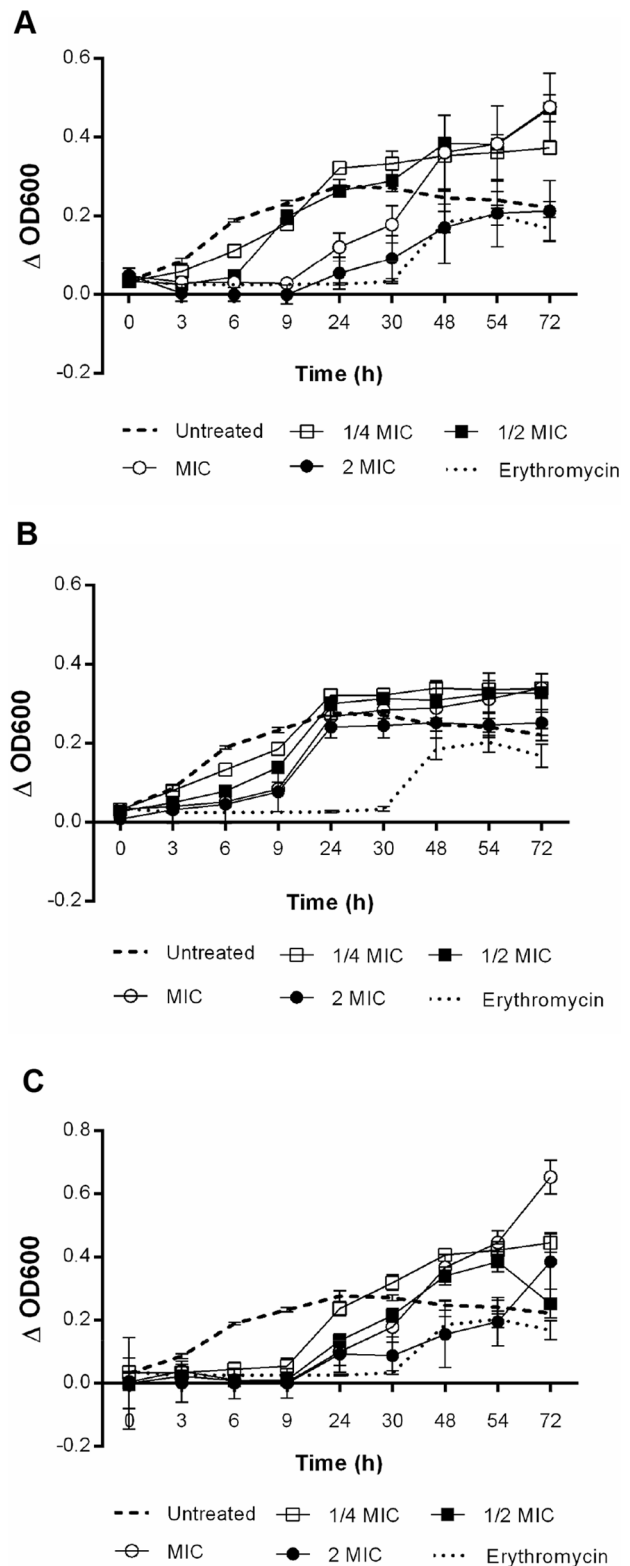 A
0.6
0.4
0.2
0.0
-0.2
Δ OD600
0 3 6 9 24 30 48 54 72
Time (h)
Untreated 1/4 MIC 1/2 MIC
MIC 2 MIC Erythromycin
B
0.6
0.4
0.2
0.0
-0.2
Δ OD600
0 3 6 9 24 30 48 54 72
Time (h)
Untreated 1/4 MIC 1/2 MIC
MIC 2 MIC Erythromycin
C
0.8
0.6
0.4
0.2
0.0
-0.2
Δ OD600
0 3 6 9 24 30 48 54 72
Time (h)
Untreated 1/4 MIC 1/2 MIC
MIC 2 MIC Erythromycin